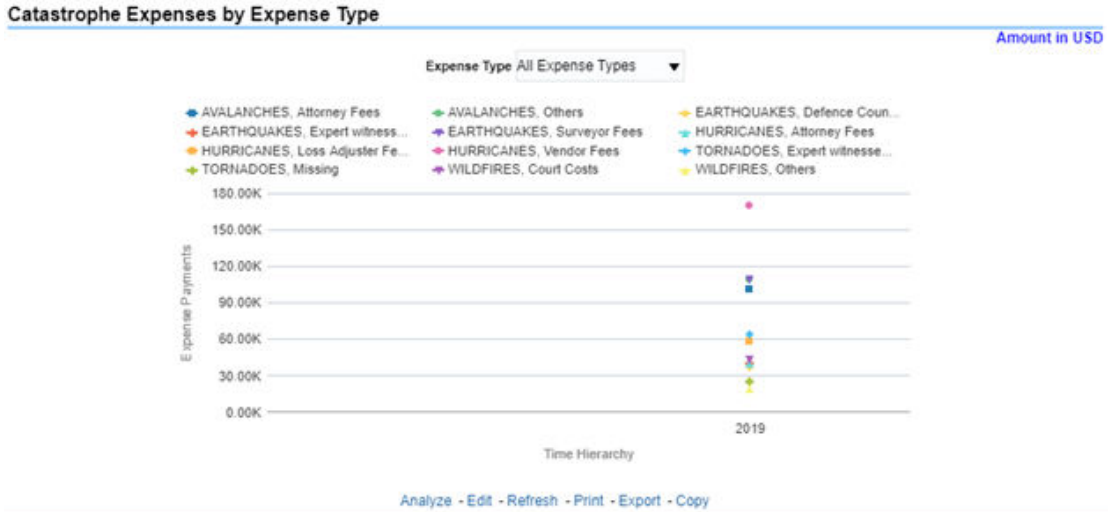 Catastrophe Expenses by Expense Type
Amount in USD
Expense Type All Expense Types
AVALANCHES, Attorney Fees AVALANCHES, Others EARTHQUAKES, Defence Coun...
EARTHQUAKES, Expert witness... EARTHQUAKES, Surveyor Fees HURRICANES, Attorney Fees
HURRICANES, Loss Adjuster Fe... HURRICANES, Vendor Fees TORNADOES, Expert witnesse...
TORNADOES, Missing WILDFIRES, Court Costs WILDFIRES, Others
180.00K
150.00K
120.00K
90.00K
60.00K
30.00K
0.00K
Expense Payments
2019
Time Hierarchy
Analyze - Edit - Refresh - Print - Export - Copy